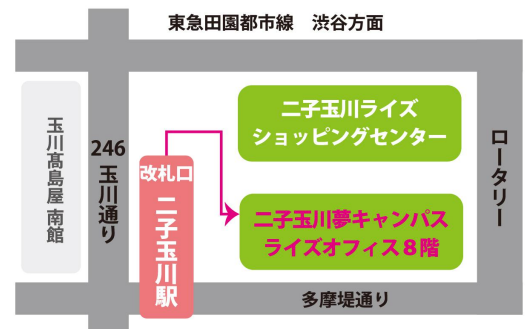 東急田園都市線　渋谷方面
玉川髙島屋 南館
246
玉川通り
改札口
二子玉川駅
二子玉川ライズ
ショッピングセンター
二子玉川夢キャンパス
ライズオフィス８階
ロータリー
多摩堤通り